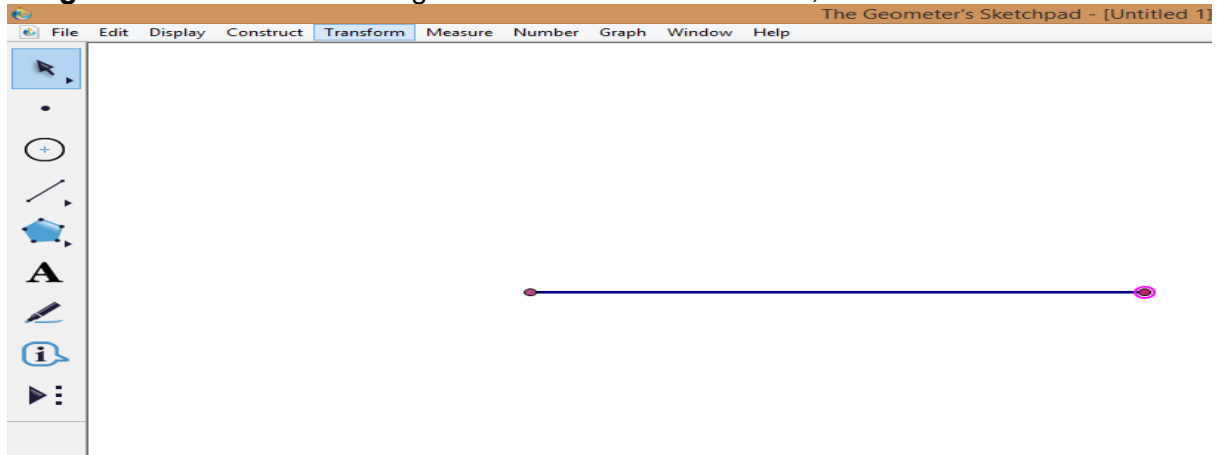 The Geometer's Sketchpad - [Untitled 1]
File Edit Display Construct Transform Measure Number Graph Window Help
A
i